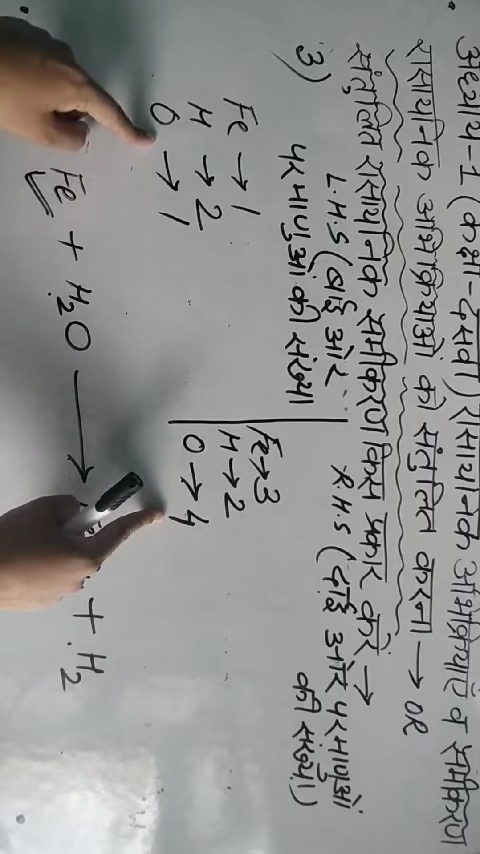 अध्याय-1 (कक्षा-दसवीं) रासायनिक अभिक्रियाएँ व समीकरण
रासायनिक अभिक्रियाओं को संतुलित करना → OR
संतुलित रासायनिक समीकरण किस प्रकार करें →
3)
L.H.S (बाईं ओर
परमाणुओं की संख्या
R.H.S (दाईं ओर परमाणुओं
की संख्या)
Fe → 1
H → 2
O → 1
Fe → 3
H → 2
O → 4
Fe + H₂O → + H₂